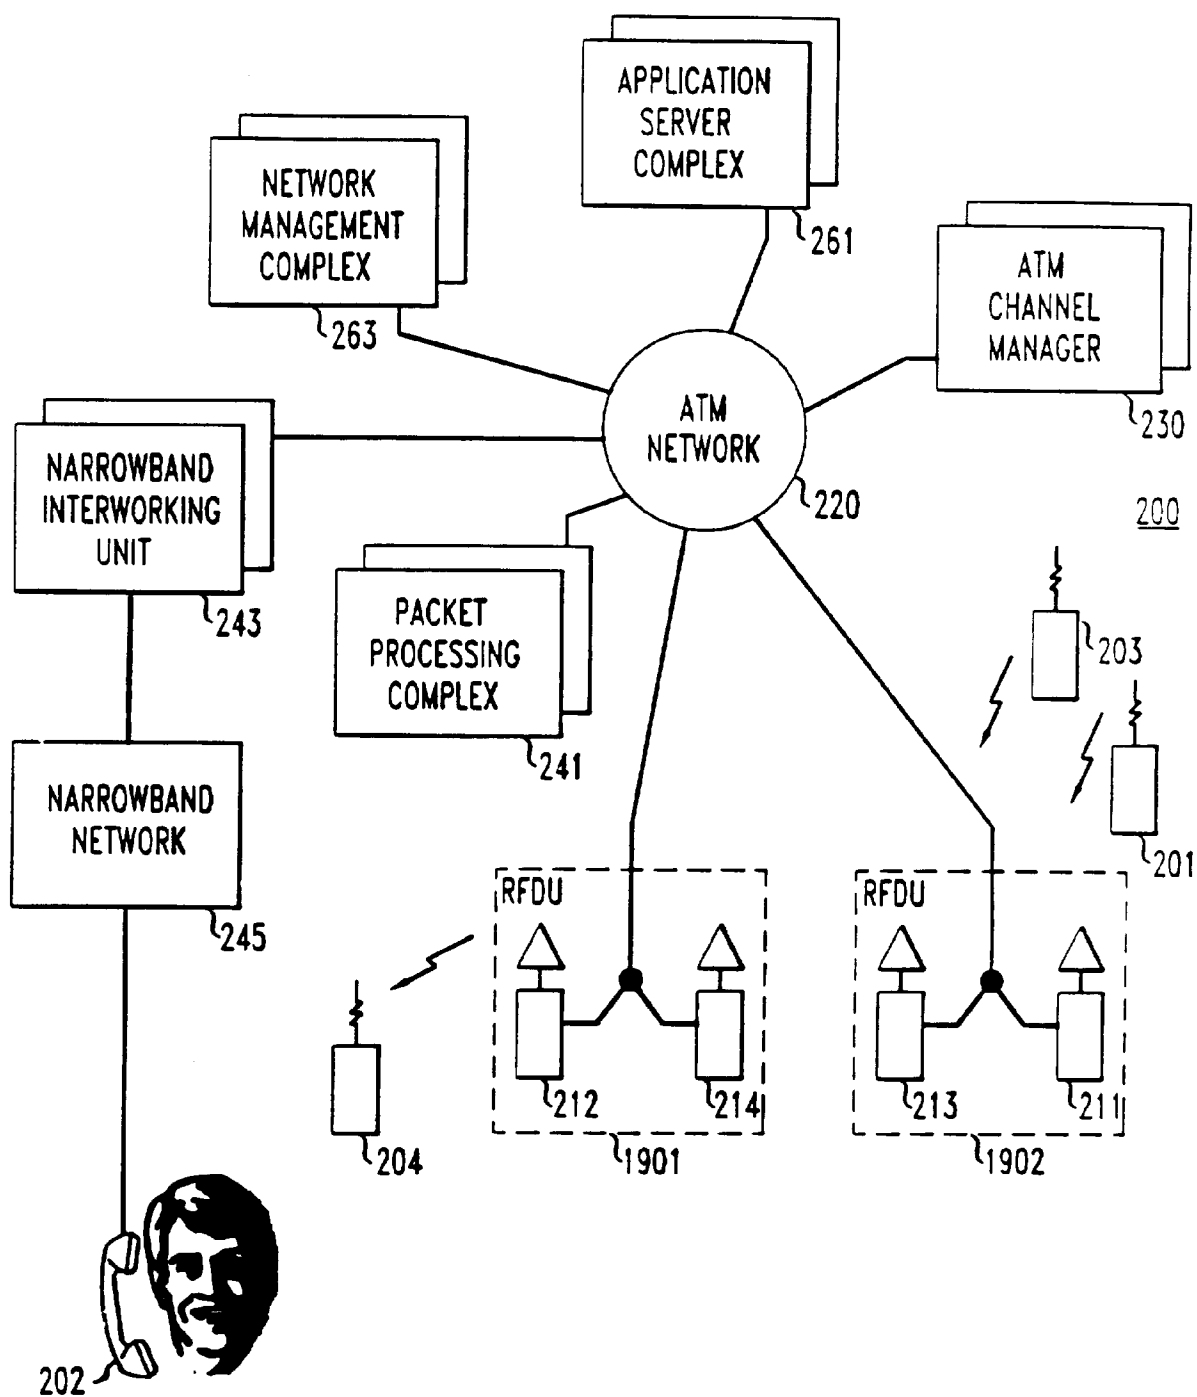 APPLICATION
SERVER
COMPLEX
261
NETWORK
MANAGEMENT
COMPLEX
263
ATM
CHANNEL
MANAGER
230
ATM
NETWORK
220
200
NARROWBAND
INTERWORKING
UNIT
243
PACKET
PROCESSING
COMPLEX
241
203
201
NARROWBAND
NETWORK
245
RFDU
212
214
1901
RFDU
213
211
1902
204
202